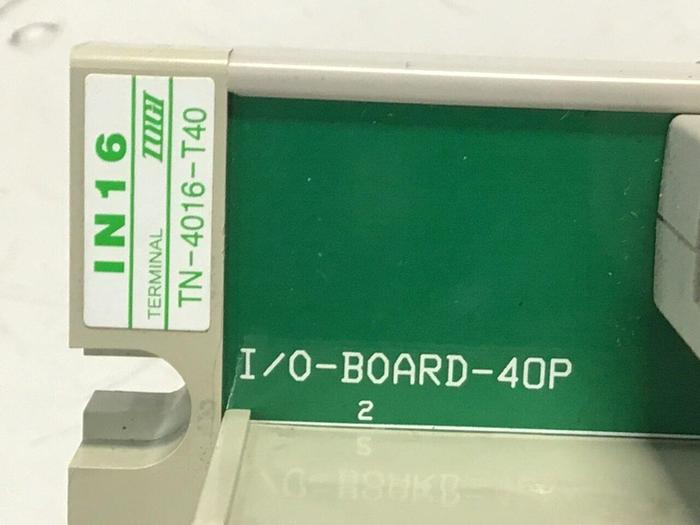 IN16
TERMINAL
TN-4016-T40
I/O-BOARD-40P
2